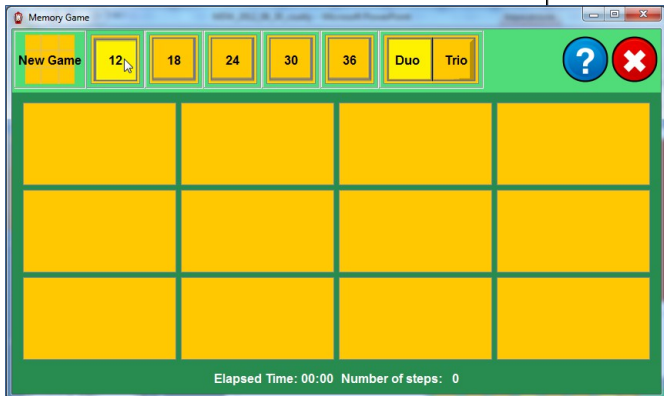 Memory Game
New Game 12 18 24 30 36 Duo Trio ?
Elapsed Time: 00:00 Number of steps: 0